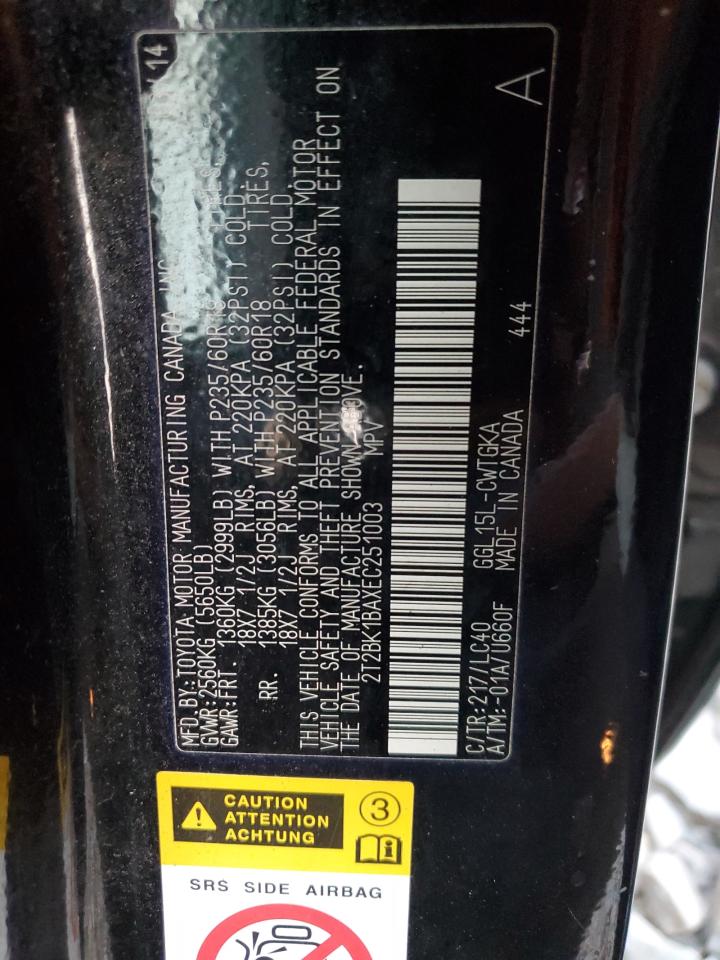 MFD.BY:TOYOTA MOTOR MANUFACTURING CANADA INC. 14
GVWR:2560KG (5650LB)
GAWR:FRT. 1360KG (2999LB) WITH P235/60R18 TIRES,
18X7 1/2J RIMS, AT 220KPA (32PSI) COLD.
RR. 1385KG (3056LB) WITH P235/60R18 TIRES,
18X7 1/2J RIMS, AT 220KPA (32PSI) COLD.
THIS VEHICLE CONFORMS TO ALL APPLICABLE FEDERAL MOTOR
VEHICLE SAFETY AND THEFT PREVENTION STANDARDS IN EFFECT ON
THE DATE OF MANUFACTURE SHOWN ABOVE.
2T2BK1BAXEC251003 MPV
C/TR:217/LC40 GGL15L-CWTGKA
A/TM:-01A/U660F MADE IN CANADA 444
A
CAUTION
ATTENTION
ACHTUNG
3
SRS SIDE AIRBAG